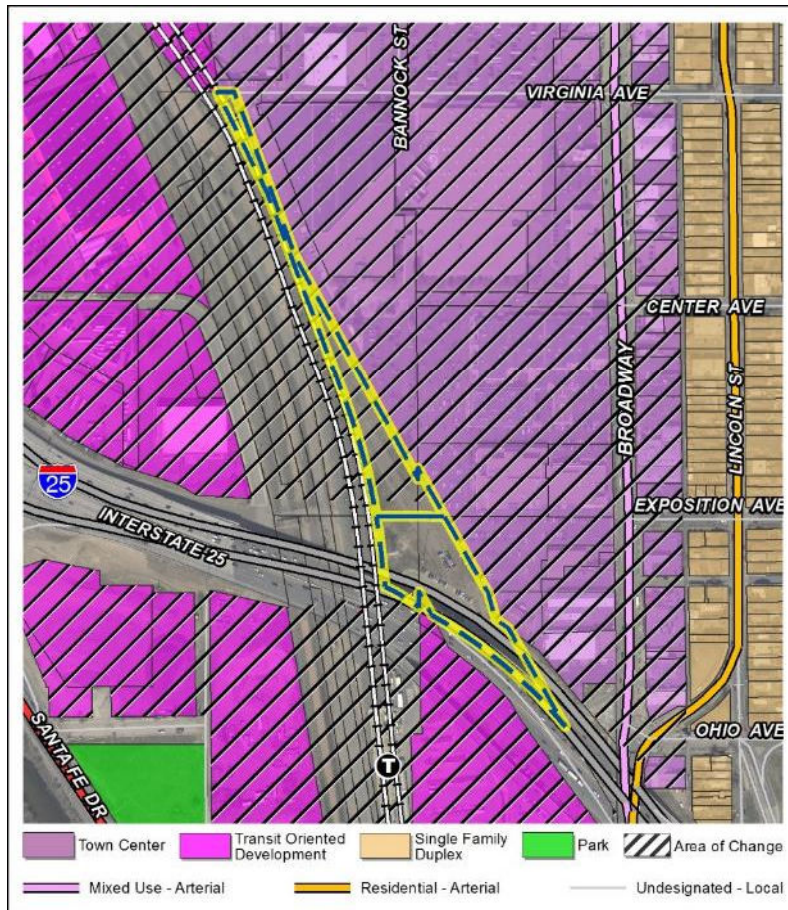 BANNOCK ST
VIRGINIA AVE
CENTER AVE
BROADWAY
LINCOLN ST
25
EXPOSITION AVE
INTERSTATE 25
SANTA FE DR
OHIO AVE
T
Town Center
Transit Oriented
Development
Single Family
Duplex
Park
Area of Change
Mixed Use - Arterial
Residential - Arterial
Undesignated - Local